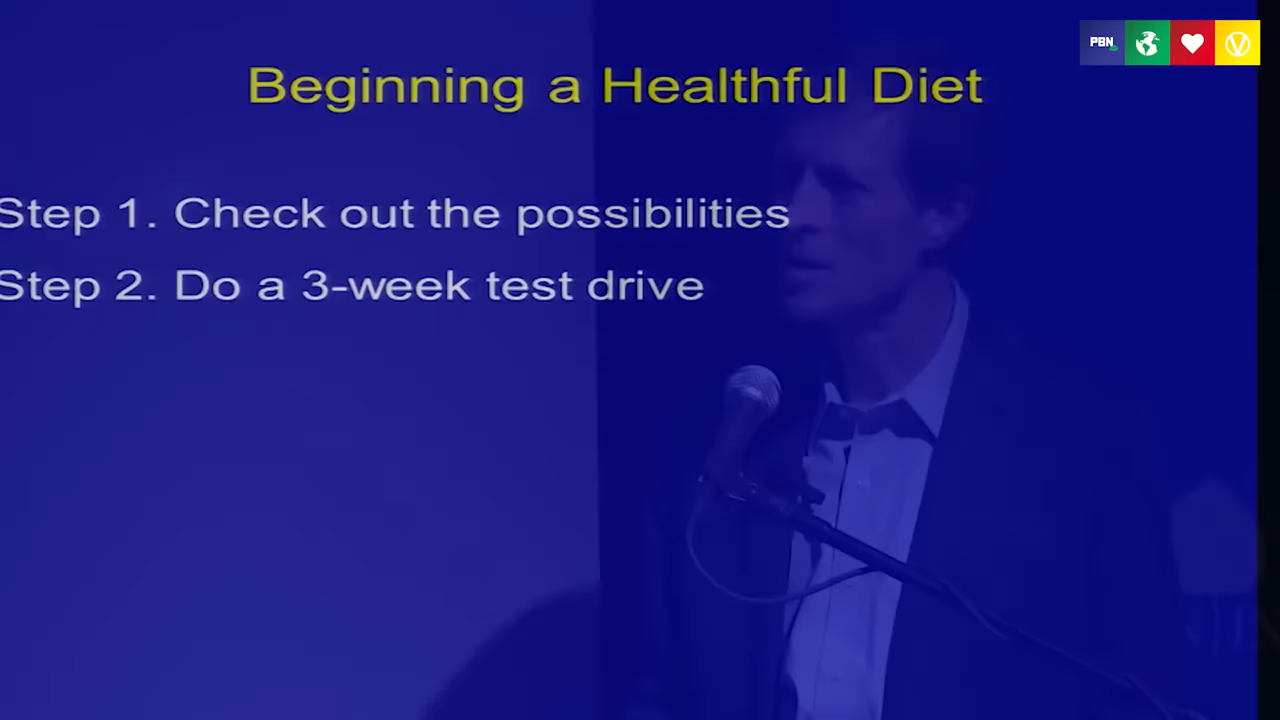 PBN
Beginning a Healthful Diet
Step 1. Check out the possibilities
Step 2. Do a 3-week test drive